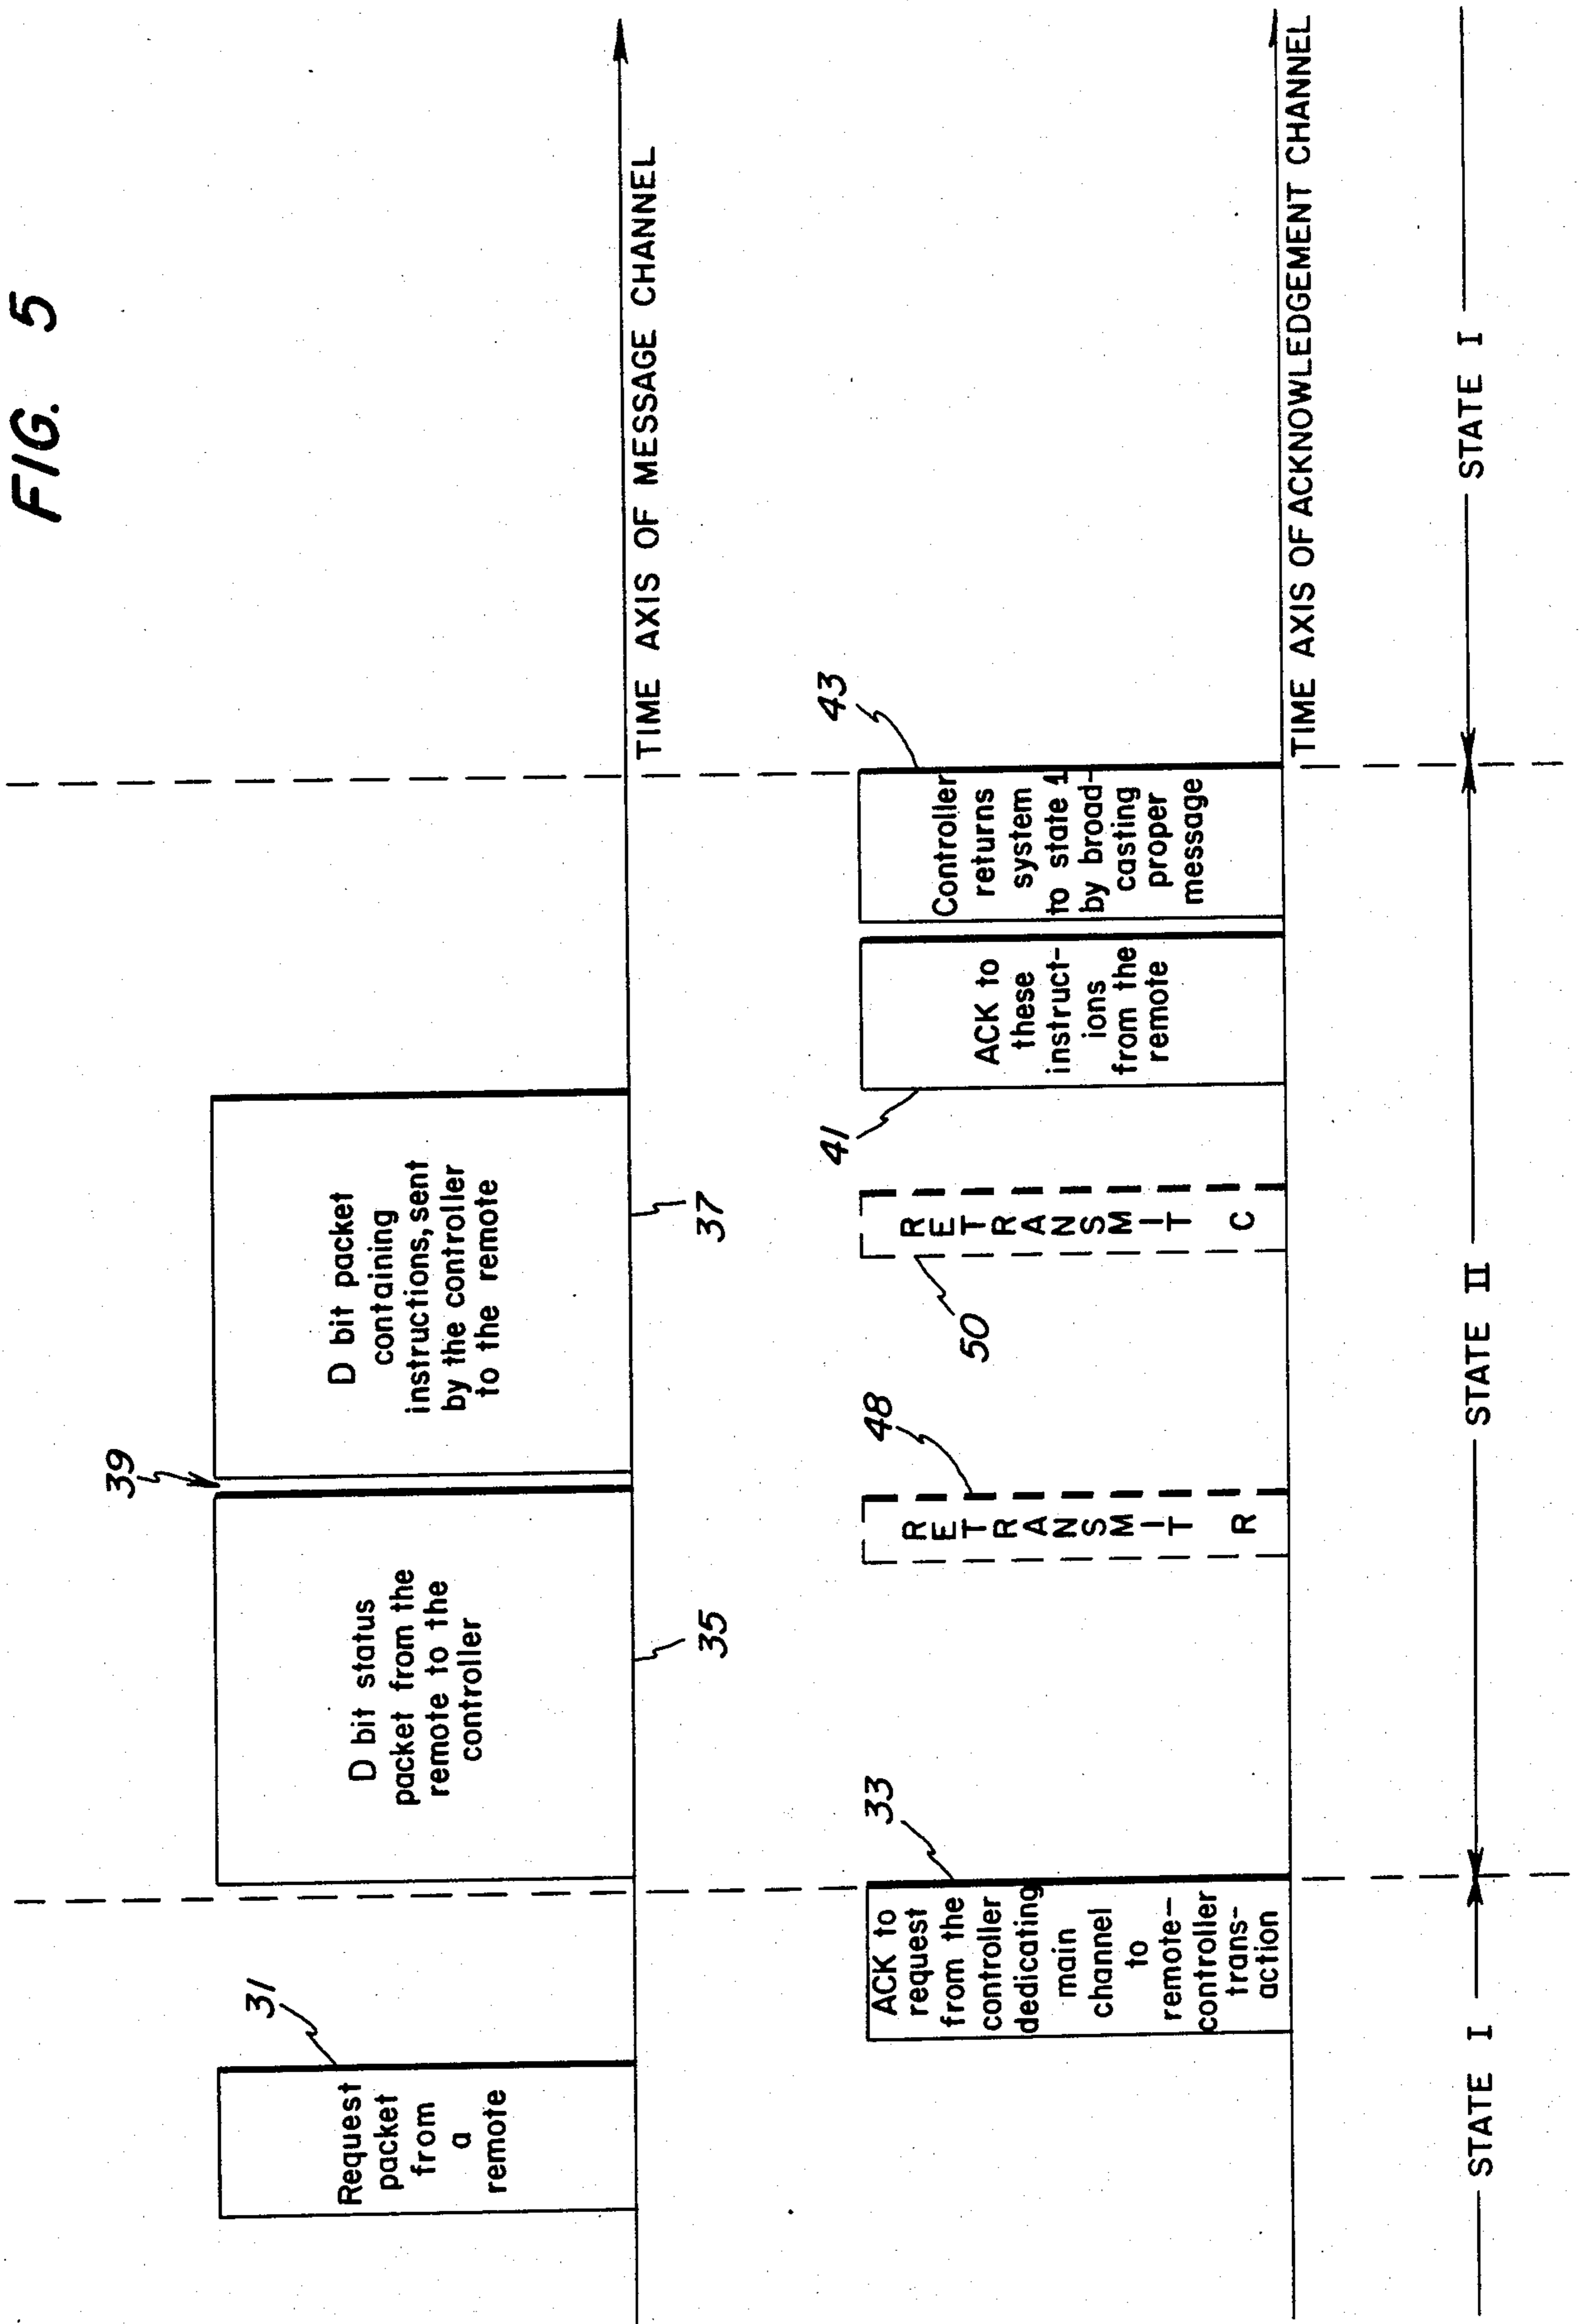 FIG. 5
31
Request
packet
from
a
remote
D bit status
packet from the
remote to the
controller
35
39
D bit packet
containing
instructions, sent
by the controller
to the remote
37
TIME AXIS OF MESSAGE CHANNEL
33
ACK to
request
from the
controller
dedicating
main
channel
to
remote-
controller
trans-
action
48
RETRANSMIT R
50
RETRANSMIT C
41
ACK to
these
instruct-
ions
from the
remote
43
Controller
returns
system
to state 1
by broad-
casting
proper
message
TIME AXIS OF ACKNOWLEDGEMENT CHANNEL
STATE I
STATE II
STATE I